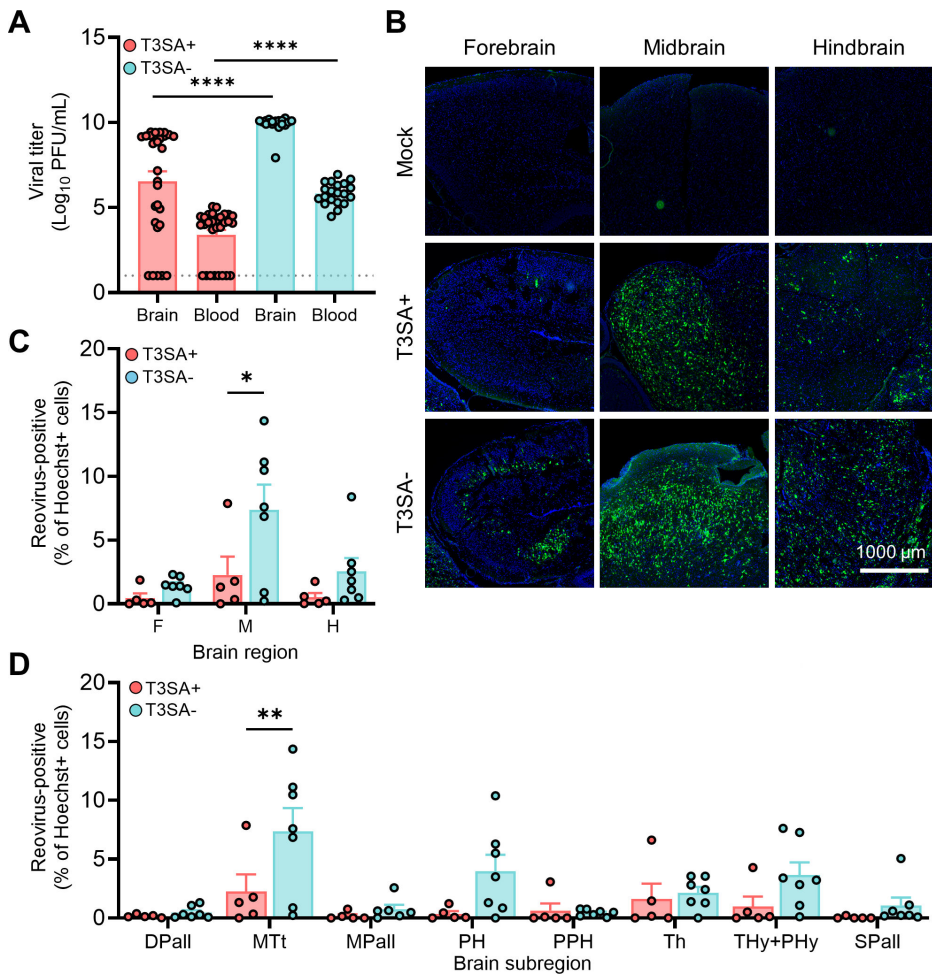 A
T3SA+
T3SA-
****
****
15
10
5
0
Viral titer
(Log10 PFU/mL)
Brain Blood Brain Blood
B
Forebrain Midbrain Hindbrain
Mock
T3SA+
T3SA-
1000 µm
C
T3SA+
T3SA-
*
20
15
10
5
0
Reovirus-positive
(% of Hoechst+ cells)
F M H
Brain region
D
T3SA+
T3SA-
**
20
15
10
5
0
Reovirus-positive
(% of Hoechst+ cells)
DPall MTt MPall PH PPH Th THy+PHy SPall
Brain subregion